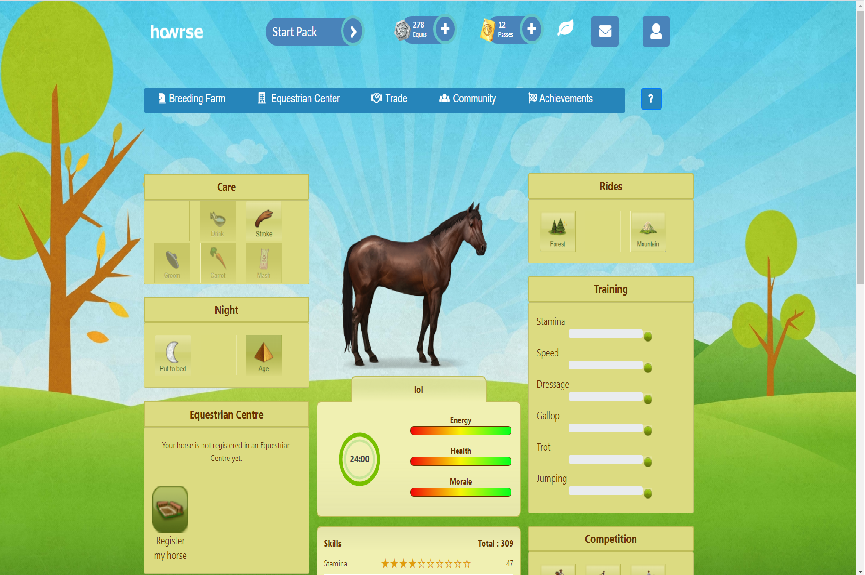 howrse
Start Pack
278
Equus
12
Passes
Breeding Farm
Equestrian Center
Trade
Community
Achievements
?
Care
Drink
Stroke
Groom
Carrot
Mash
Night
Put to bed
Age
Equestrian Centre
Your horse is not registered in an Equestrian
Centre yet.
Register
my horse
lol
24:00
Energy
Health
Morale
Skills
Total : 309
Stamina
47
Rides
Forest
Mountain
Training
Stamina
Speed
Dressage
Gallop
Trot
Jumping
Competition